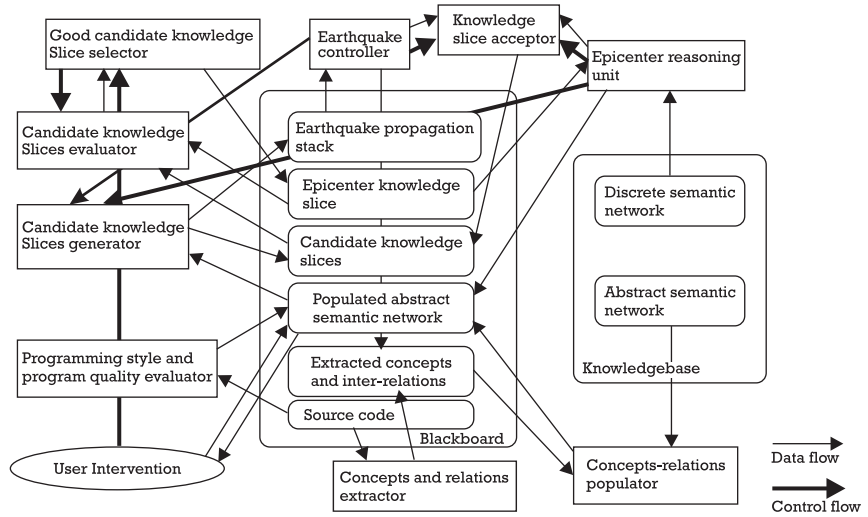 Good candidate knowledge
Slice selector
Earthquake
controller
Knowledge
slice acceptor
Epicenter reasoning
unit
Candidate knowledge
Slices evaluator
Earthquake propagation
stack
Epicenter knowledge
slice
Discrete semantic
network
Candidate knowledge
Slices generator
Candidate knowledge
slices
Populated abstract
semantic network
Abstract semantic
network
Programming style and
program quality evaluator
Extracted concepts
and inter-relations
Knowledgebase
Source code
Blackboard
User Intervention
Concepts and relations
extractor
Concepts-relations
populator
Data flow
Control flow